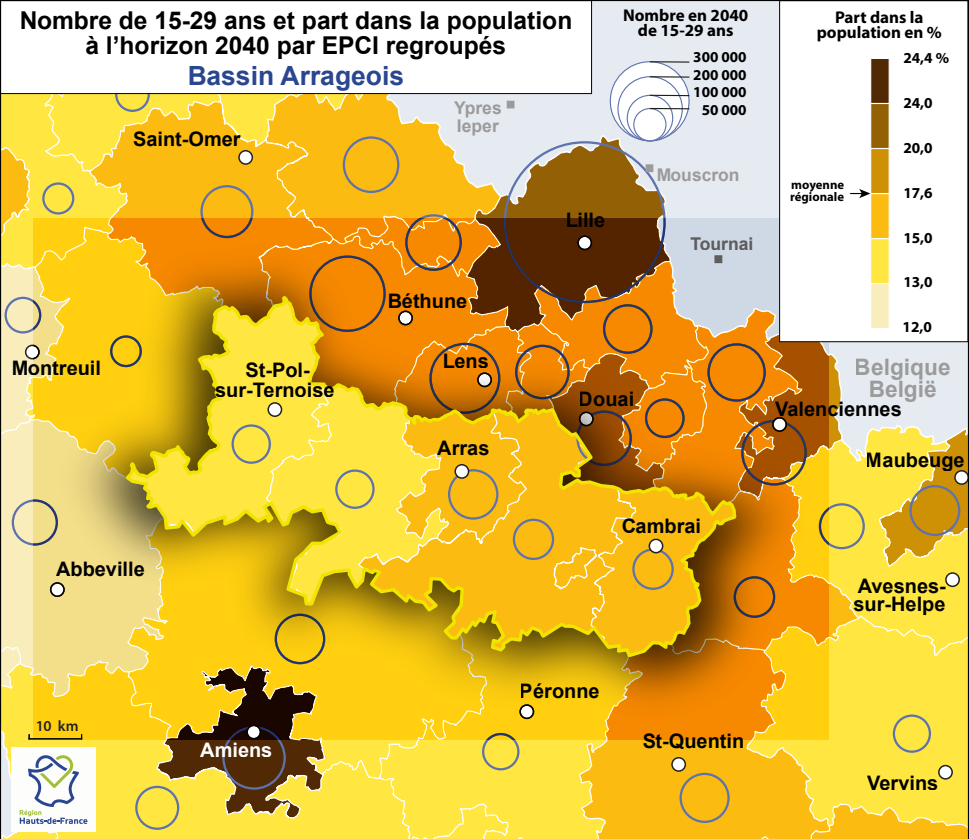 Nombre de 15-29 ans et part dans la population
à l'horizon 2040 par EPCI regroupés
Bassin Arrageois
Nombre en 2040
de 15-29 ans
300 000
200 000
100 000
50 000
Part dans la
population en %
24,4 %
24,0
20,0
moyenne
régionale
17,6
15,0
13,0
12,0
Ypres
Ieper
Saint-Omer
Mouscron
Lille
Tournai
Béthune
Montreuil
Lens
St-Pol-
sur-Ternoise
Belgique
België
Douai
Valenciennes
Arras
Maubeuge
Cambrai
Abbeville
Avesnes-
sur-Helpe
Péronne
10 km
Amiens
St-Quentin
Vervins
Région
Hauts-de-France